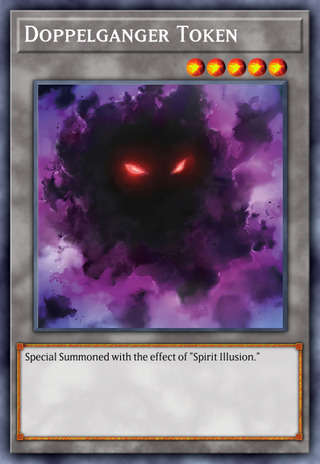 Doppelganger Token
Special Summoned with the effect of "Spirit Illusion."